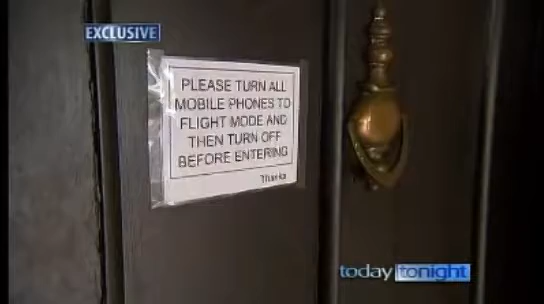 EXCLUSIVE
PLEASE TURN ALL
MOBILE PHONES TO
FLIGHT MODE AND
THEN TURN OFF
BEFORE ENTERING
Thanks
today tonight